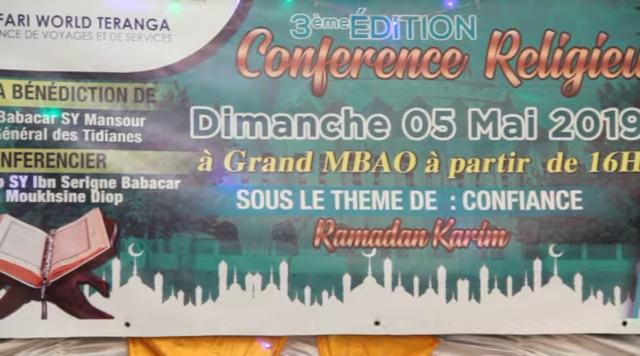 FARI WORLD TERANGA
NCE DE VOYAGES ET DE SERVICES
3ème ÉDITION
Conference Religieu
A BÉNÉDICTION DE
Babacar SY Mansour
Général des Tidianes
Dimanche 05 Mai 2019
à Grand MBAO à partir de 16H
NFERENCIER
SY Ibn Serigne Babacar
Moukhsine Diop
SOUS LE THEME DE : CONFIANCE
Ramadan Karim